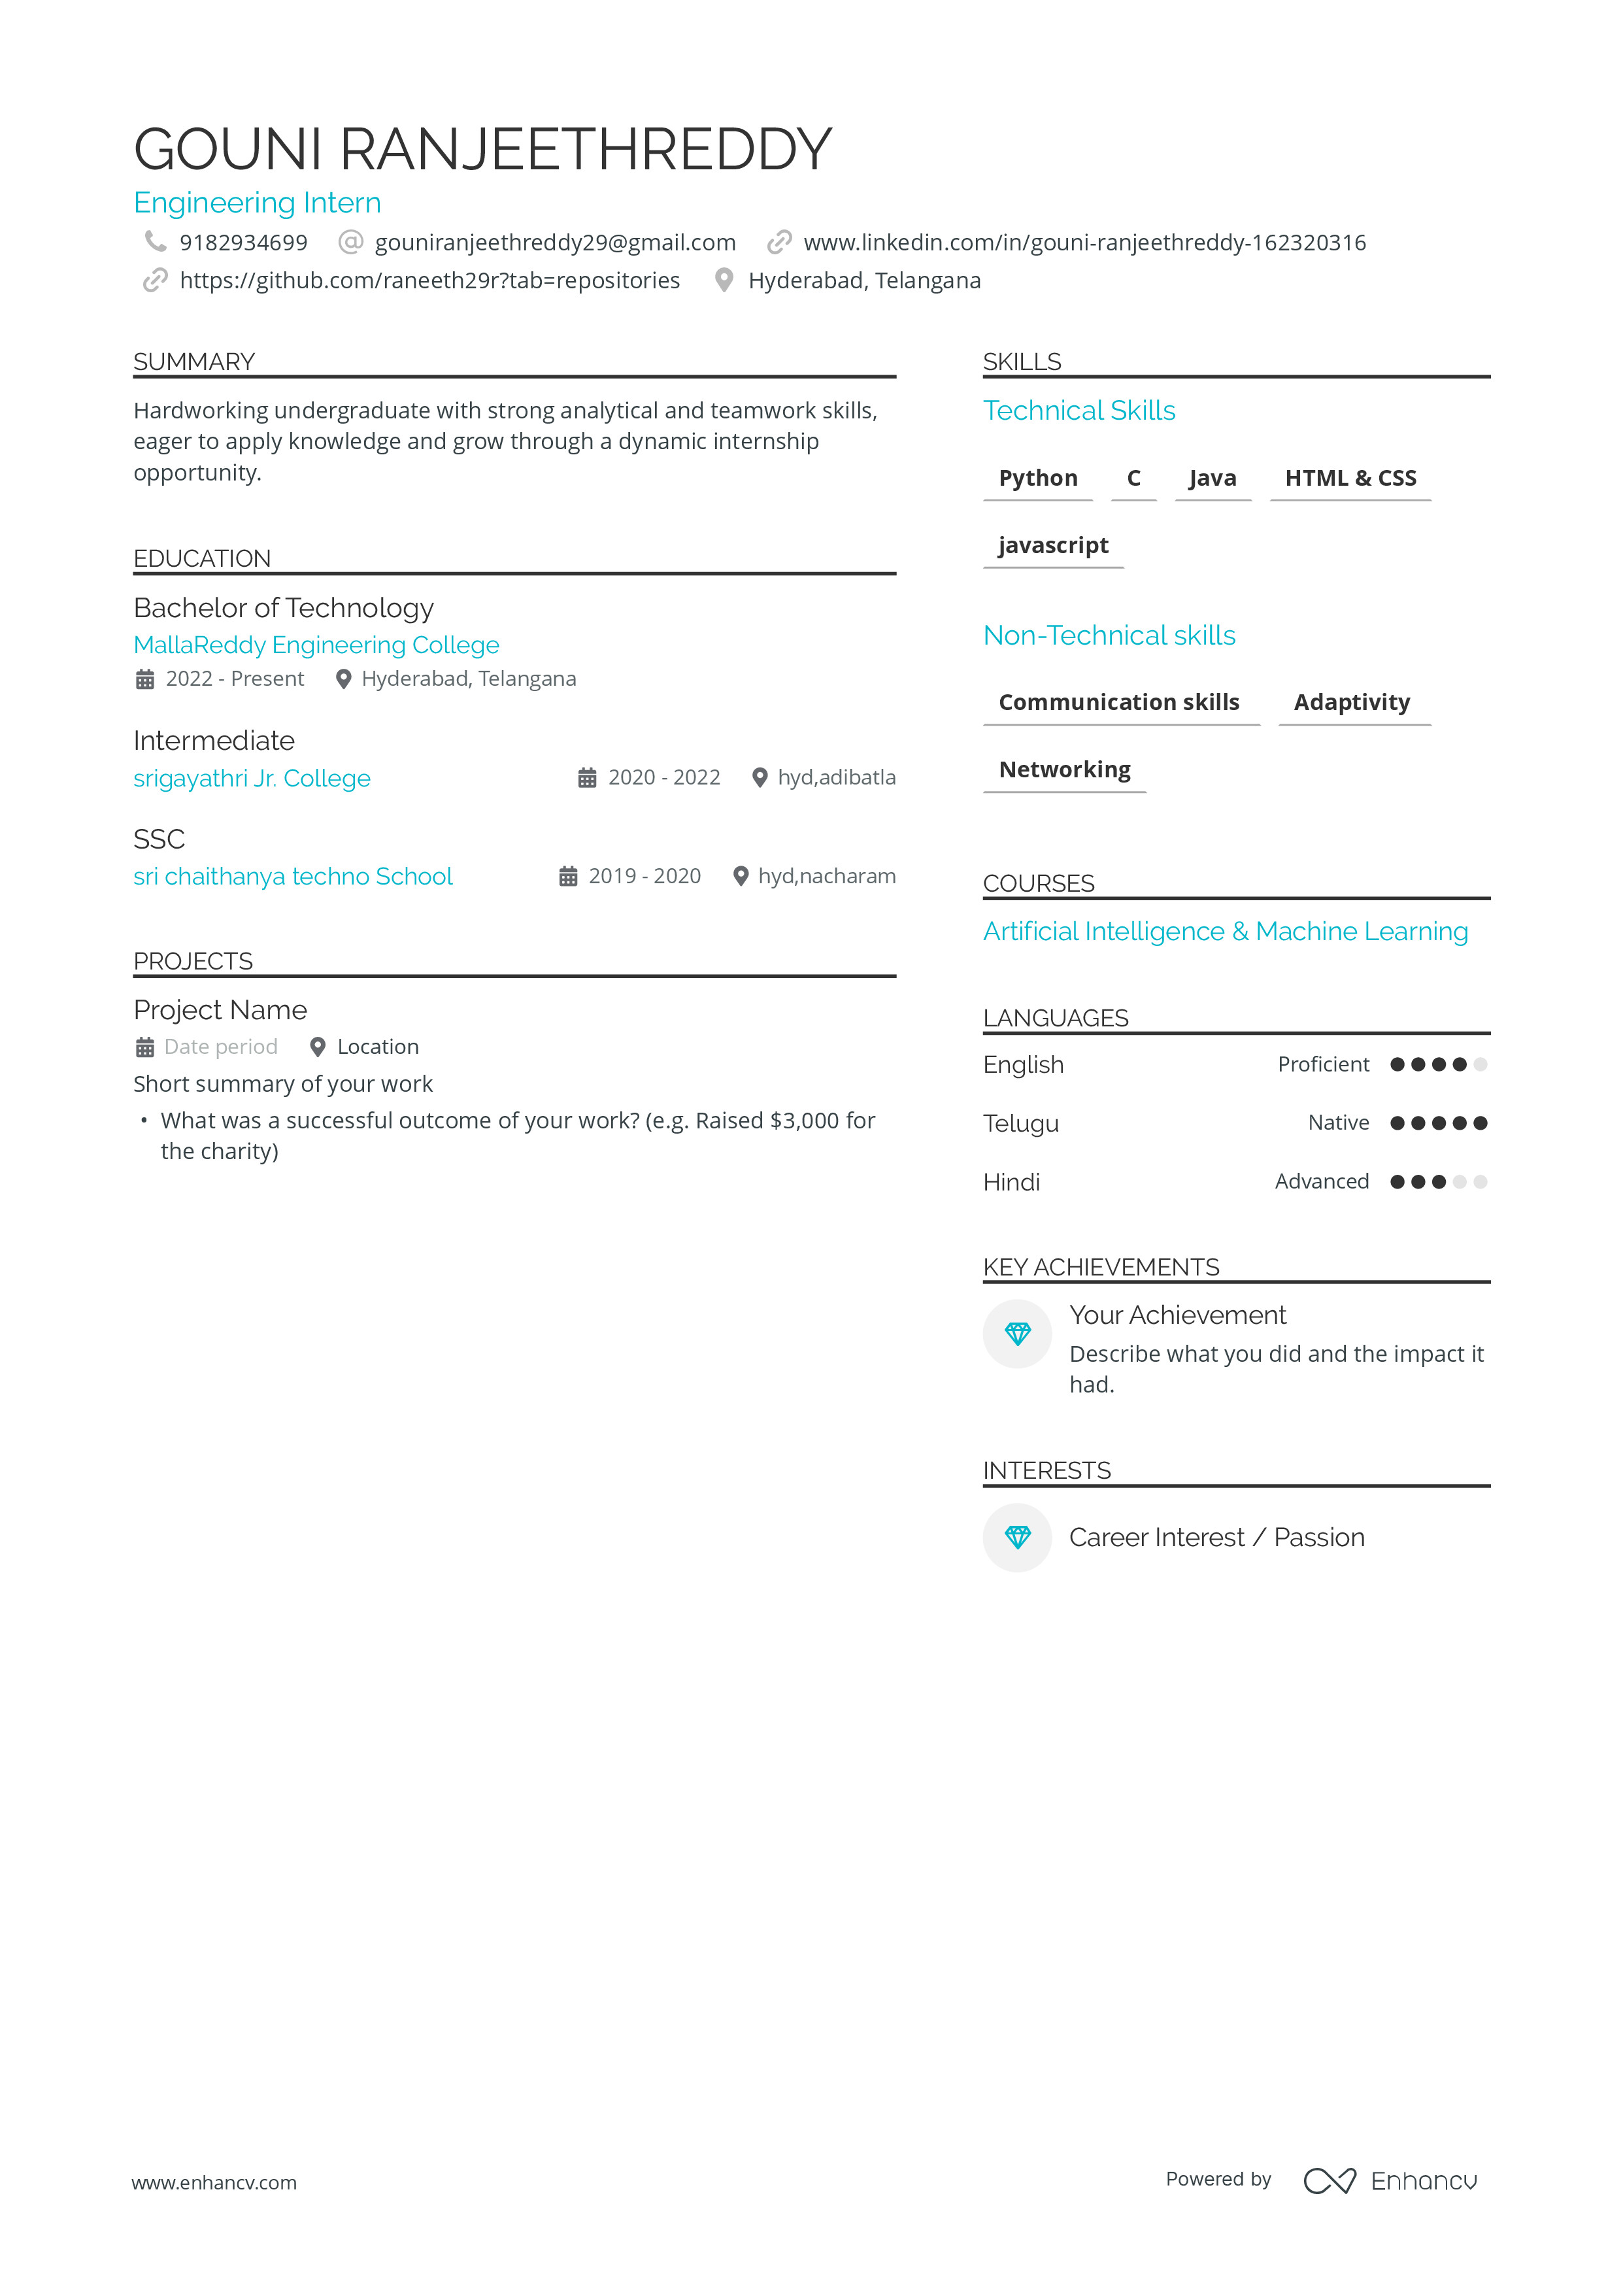 GOUNI RANJEETHREDDY
Engineering Intern
9182934699 gouniranjeethreddy29@gmail.com www.linkedin.com/in/gouni-ranjeethreddy-162320316
https://github.com/raneeth29r?tab=repositories Hyderabad, Telangana
SUMMARY
Hardworking undergraduate with strong analytical and teamwork skills,
eager to apply knowledge and grow through a dynamic internship
opportunity.
EDUCATION
Bachelor of Technology
MallaReddy Engineering College
2022 - Present Hyderabad, Telangana
Intermediate
srigayathri Jr. College 2020 - 2022 hyd,adibatla
SSC
sri chaithanya techno School 2019 - 2020 hyd,nacharam
PROJECTS
Project Name
Date period Location
Short summary of your work
• What was a successful outcome of your work? (e.g. Raised $3,000 for
the charity)
SKILLS
Technical Skills
Python C Java HTML & CSS
javascript
Non-Technical skills
Communication skills Adaptivity
Networking
COURSES
Artificial Intelligence & Machine Learning
LANGUAGES
English Proficient
Telugu Native
Hindi Advanced
KEY ACHIEVEMENTS
Your Achievement
Describe what you did and the impact it
had.
INTERESTS
Career Interest / Passion
www.enhancv.com Powered by Enhancv